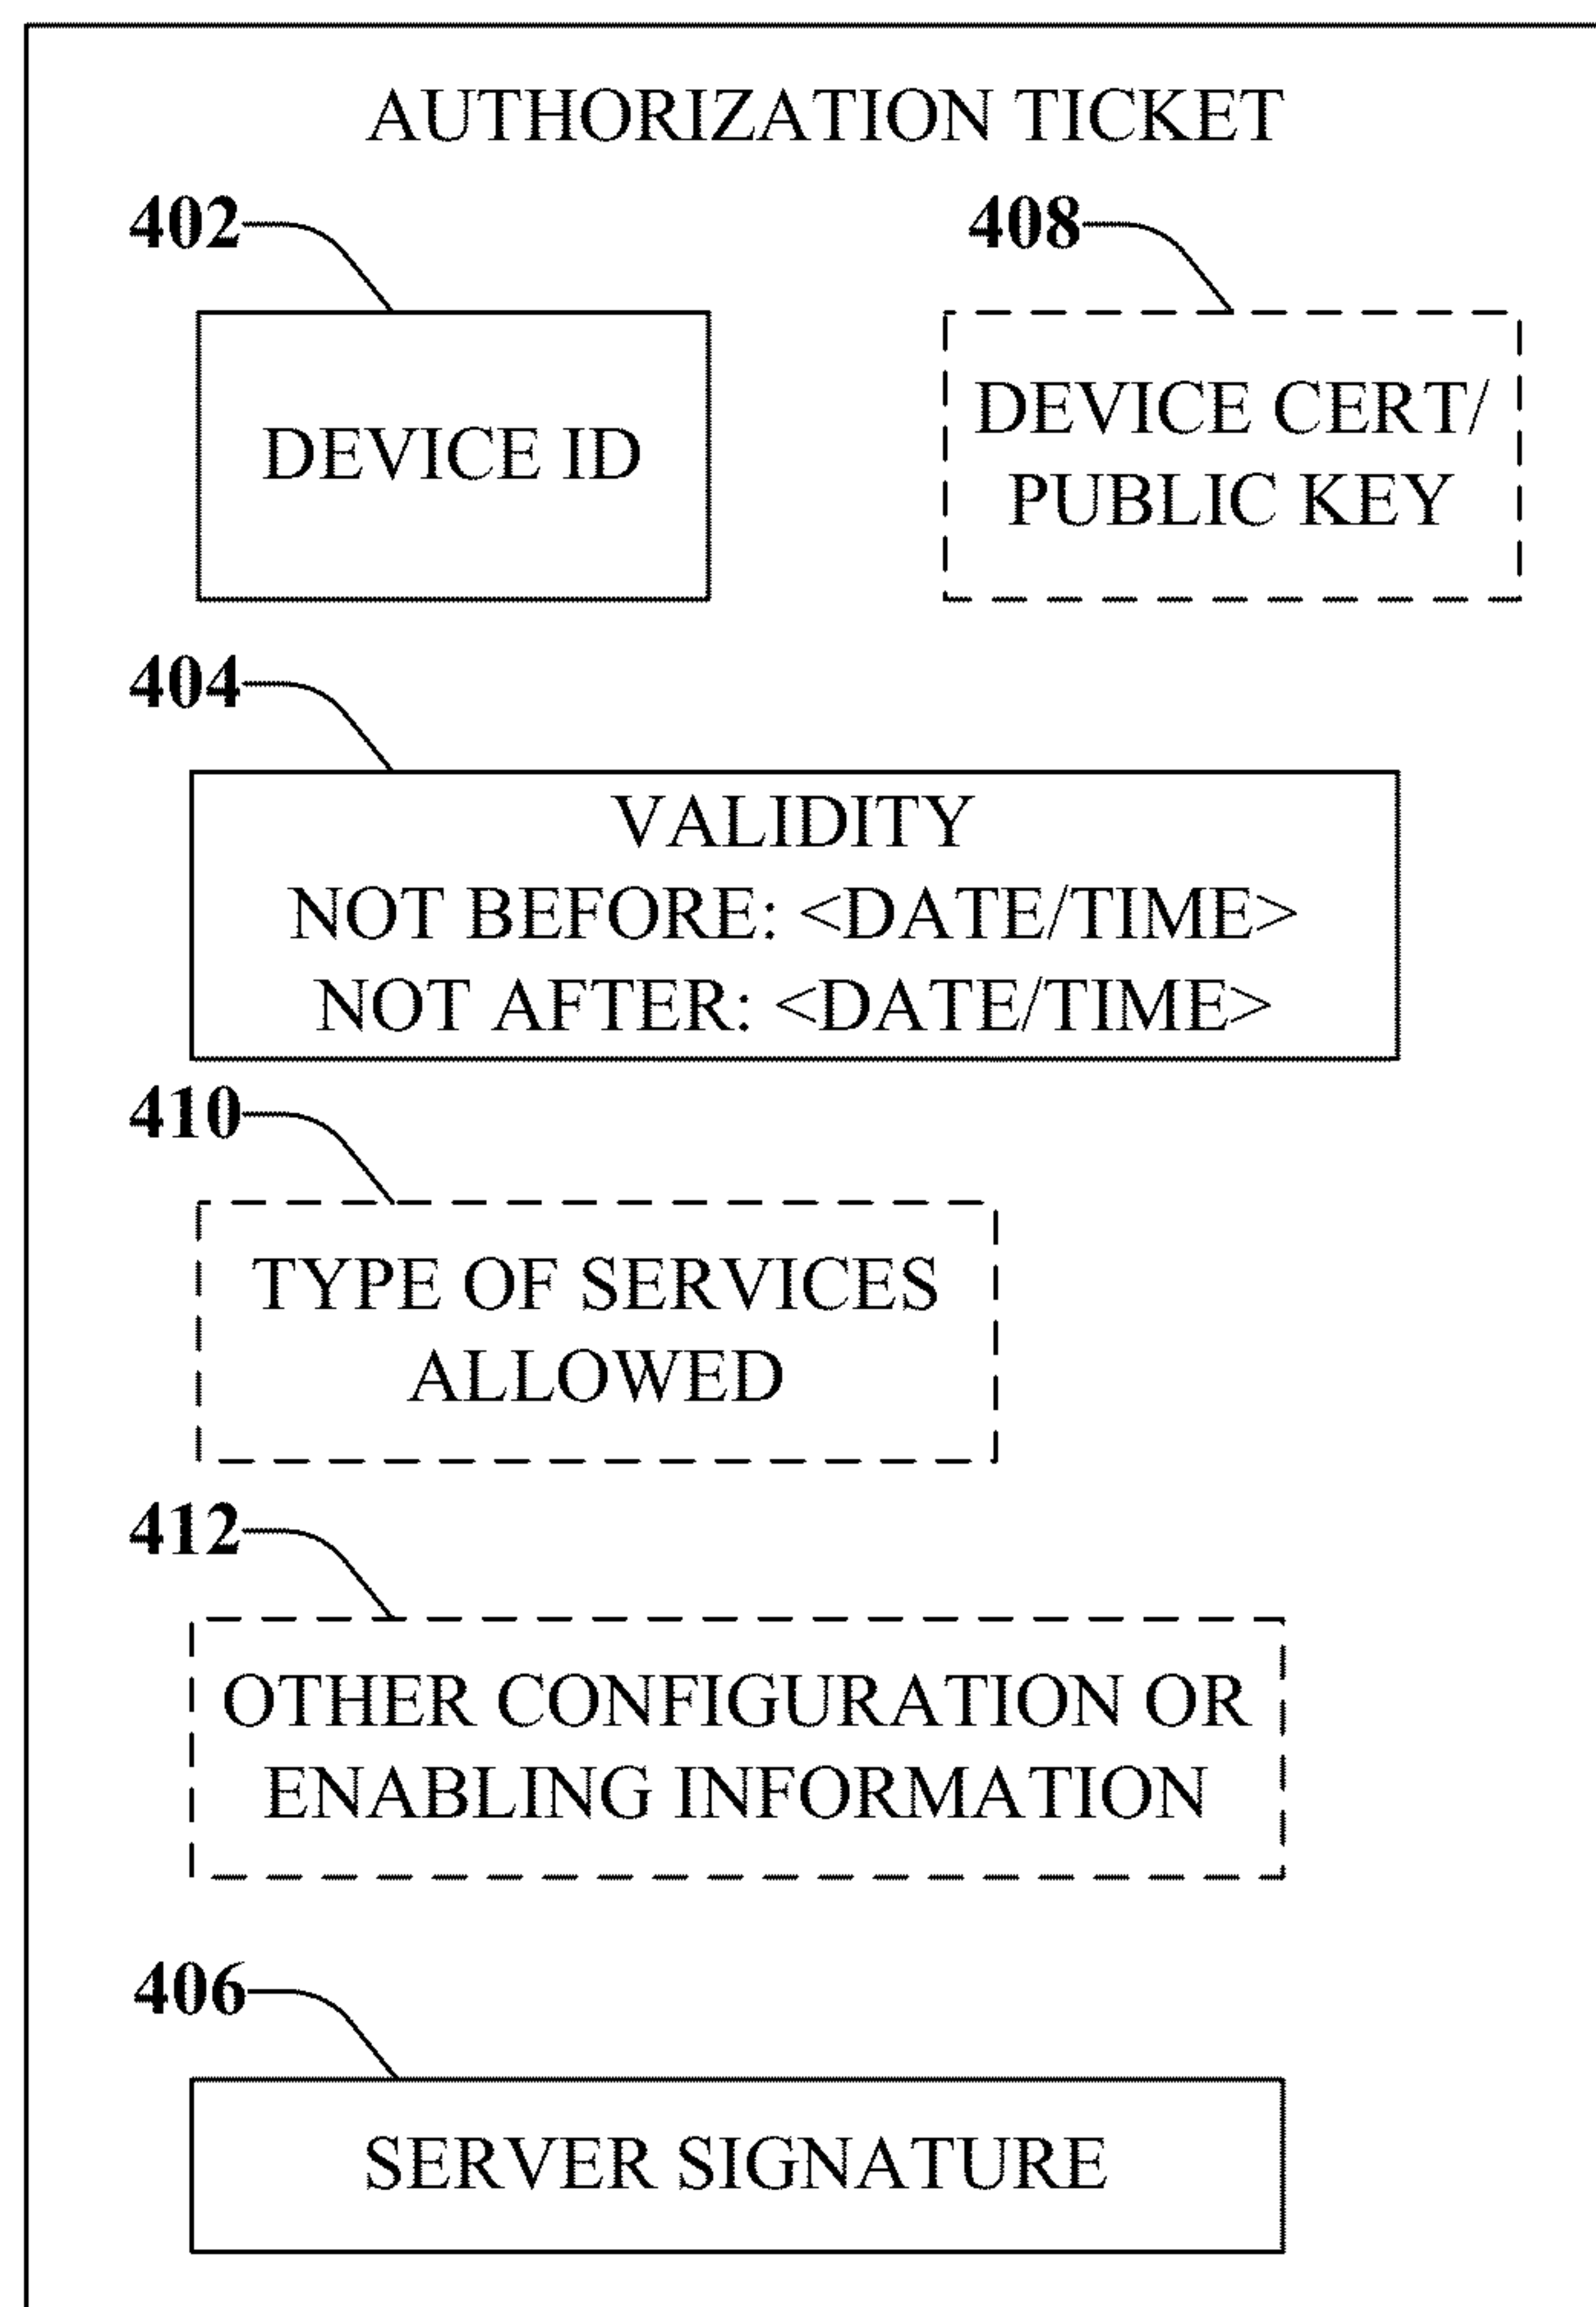 AUTHORIZATION TICKET
402
408
DEVICE ID
DEVICE CERT/
PUBLIC KEY
404
VALIDITY
NOT BEFORE: <DATE/TIME>
NOT AFTER: <DATE/TIME>
410
TYPE OF SERVICES
ALLOWED
412
OTHER CONFIGURATION OR
ENABLING INFORMATION
406
SERVER SIGNATURE